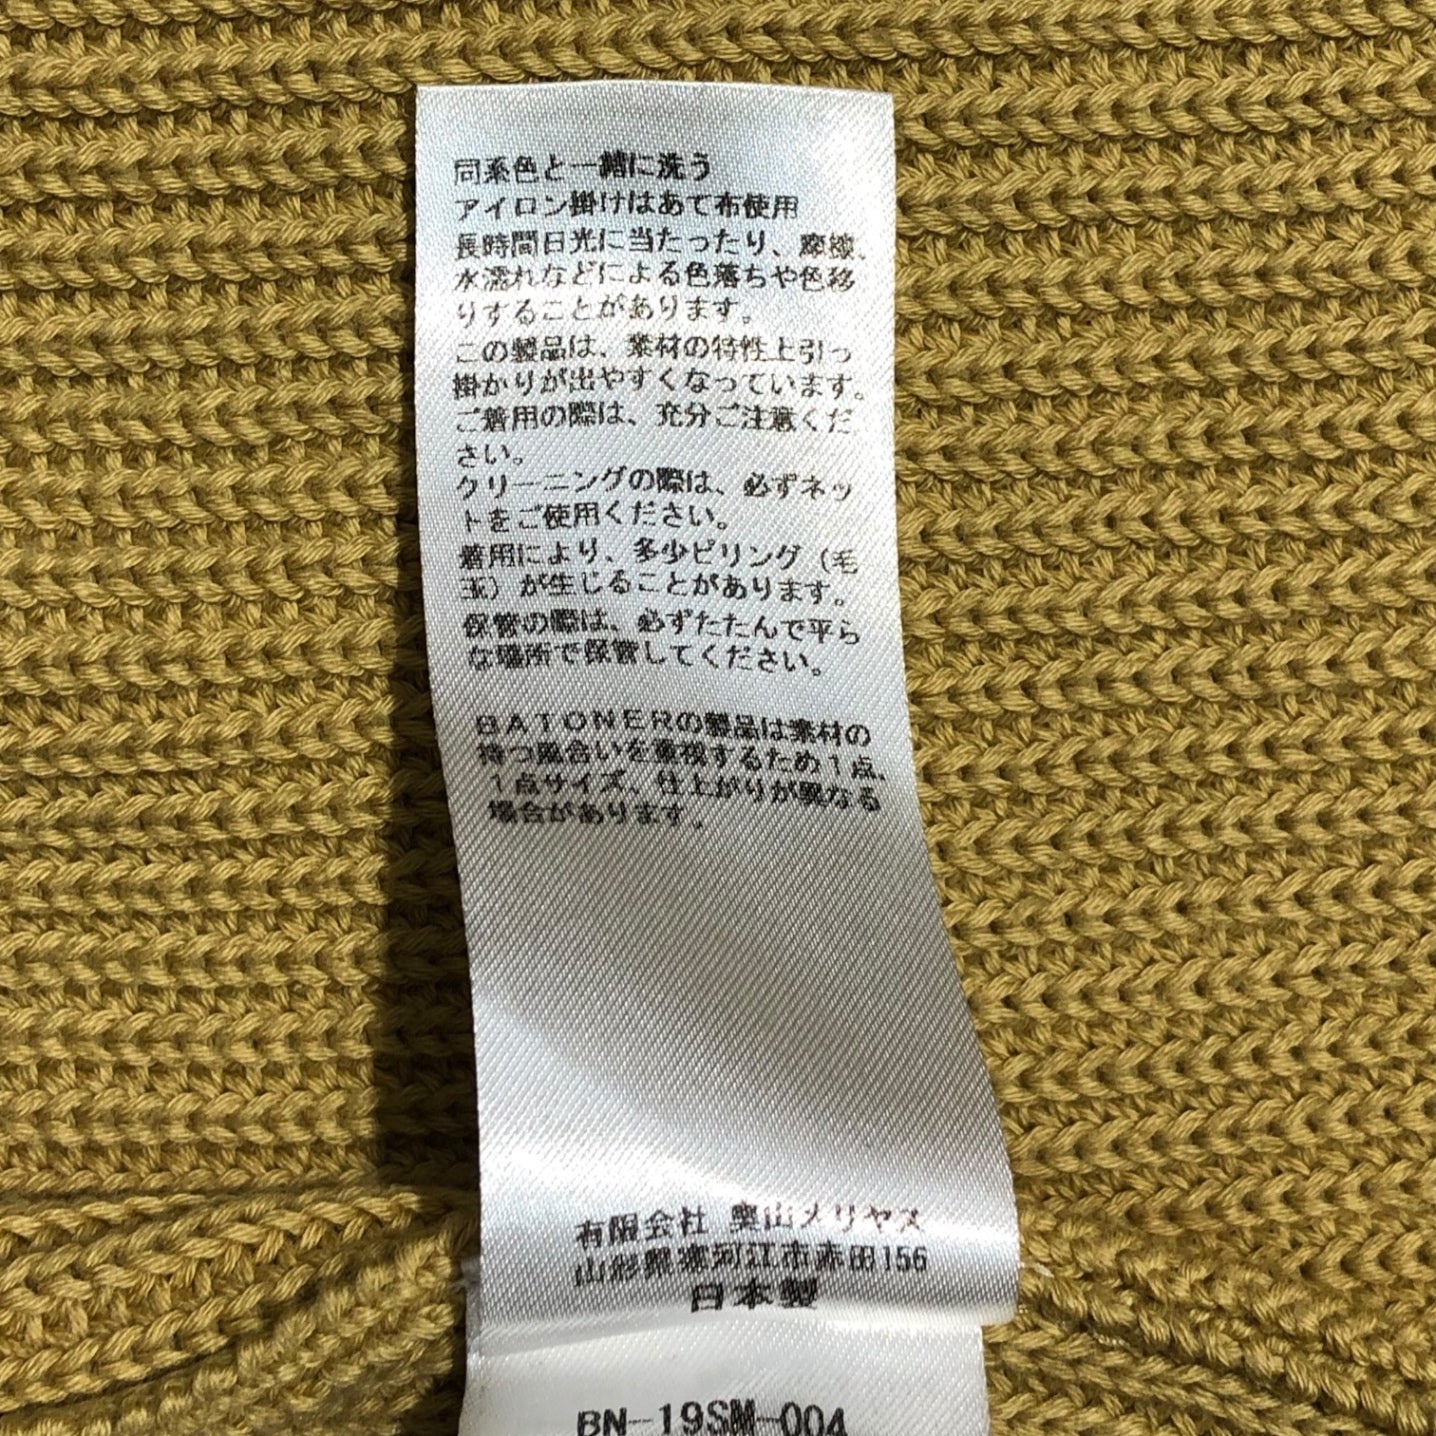 同系色と一緒に洗う
アイロン掛けはあて布使用
長時間日光に当たったり、摩擦、
水濡れなどによる色落ちや色移
りすることがあります。
この製品は、素材の特性上引っ
掛かりが出やすくなっています。
ご着用の際は、充分ご注意くだ
さい。
クリーニングの際は、必ずネッ
トをご使用ください。
着用により、多少ピリング（毛
玉）が生じることがあります。
保管の際は、必ずたたんで平ら
な場所で保管してください。
BATONERの製品は素材の
持つ風合いを重視するため1点、
1点サイズ、仕上がりが異なる
場合があります。
有限会社 奥山メリヤス
山形県寒河江市赤田156
日本製
BN-19SM-004